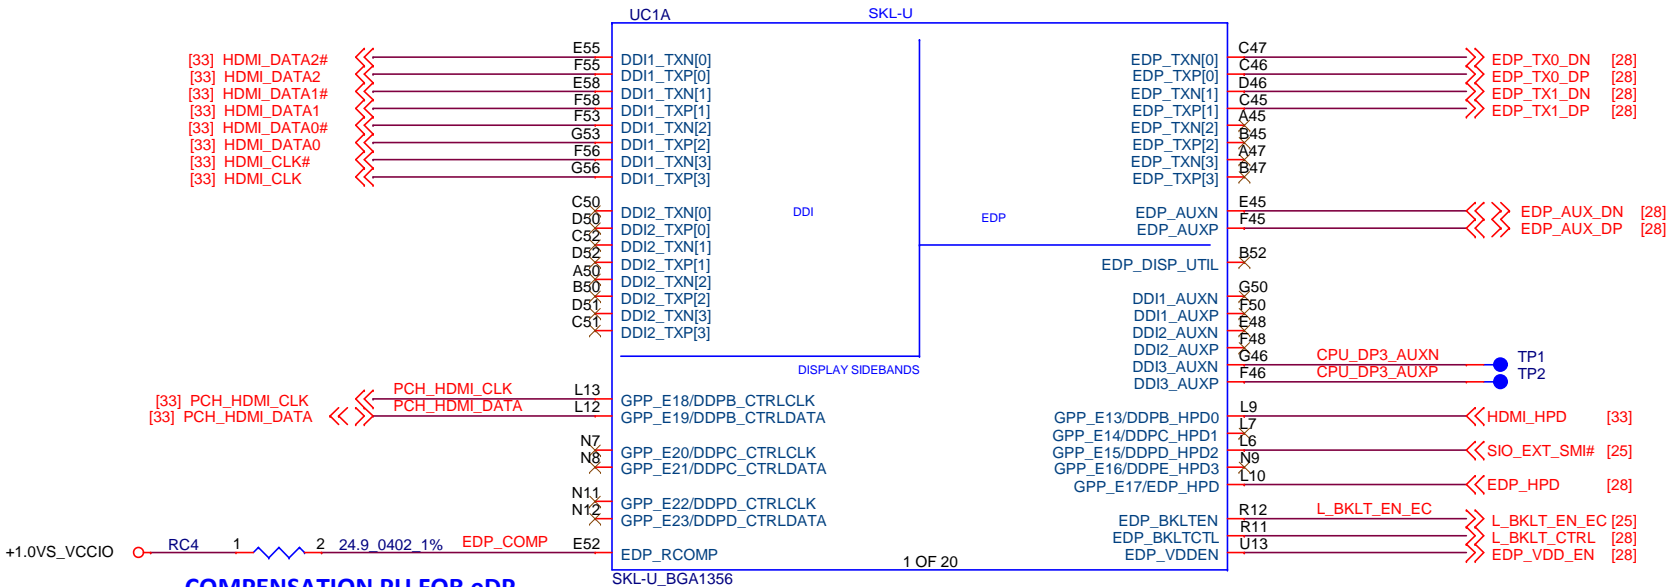 UC1A SKL-U
[33] HDMI_DATA2# E55 DDI1_TXN[0] EDP_TXN[0] C47 EDP_TX0_DN [28]
[33] HDMI_DATA2 F55 DDI1_TXP[0] EDP_TXP[0] C46 EDP_TX0_DP [28]
[33] HDMI_DATA1# E58 DDI1_TXN[1] EDP_TXN[1] D46 EDP_TX1_DN [28]
[33] HDMI_DATA1 F58 DDI1_TXP[1] EDP_TXP[1] C45 EDP_TX1_DP [28]
[33] HDMI_DATA0# F53 DDI1_TXN[2] EDP_TXN[2] A45
[33] HDMI_DATA0 G53 DDI1_TXP[2] EDP_TXP[2] B45
[33] HDMI_CLK# F56 DDI1_TXN[3] EDP_TXN[3] A47
[33] HDMI_CLK G56 DDI1_TXP[3] EDP_TXP[3] B47
C50 DDI2_TXN[0] DDI EDP EDP_AUXN E45 EDP_AUX_DN [28]
D50 DDI2_TXP[0] EDP_AUXP F45 EDP_AUX_DP [28]
C52 DDI2_TXN[1]
D52 DDI2_TXP[1] EDP_DISP_UTIL B52
A50 DDI2_TXN[2]
B50 DDI2_TXP[2] DDI1_AUXN G50
D51 DDI2_TXN[3] DDI1_AUXP F50
C51 DDI2_TXP[3] DDI2_AUXN E48
DDI2_AUXP F48
DISPLAY SIDEBANDS DDI3_AUXN G46 CPU_DP3_AUXN TP1
DDI3_AUXP F46 CPU_DP3_AUXP TP2
[33] PCH_HDMI_CLK PCH_HDMI_CLK L13 GPP_E18/DDPB_CTRLCLK
[33] PCH_HDMI_DATA PCH_HDMI_DATA L12 GPP_E19/DDPB_CTRLDATA GPP_E13/DDPB_HPD0 L9 HDMI_HPD [33]
GPP_E14/DDPC_HPD1 L7
N7 GPP_E20/DDPC_CTRLCLK GPP_E15/DDPD_HPD2 L6 SIO_EXT_SMI# [25]
N8 GPP_E21/DDPC_CTRLDATA GPP_E16/DDPE_HPD3 N9
GPP_E17/EDP_HPD L10 EDP_HPD [28]
N11 GPP_E22/DDPD_CTRLCLK
N12 GPP_E23/DDPD_CTRLDATA EDP_BKLTEN R12 L_BKLT_EN_EC L_BKLT_EN_EC [25]
EDP_BKLTCTL R11 L_BKLT_CTRL [28]
+1.0VS_VCCIO RC4 1 2 24.9_0402_1% EDP_COMP E52 EDP_RCOMP 1 OF 20 EDP_VDDEN U13 EDP_VDD_EN [28]
SKL-U_BGA1356
COMPENSATION PU FOR eDP